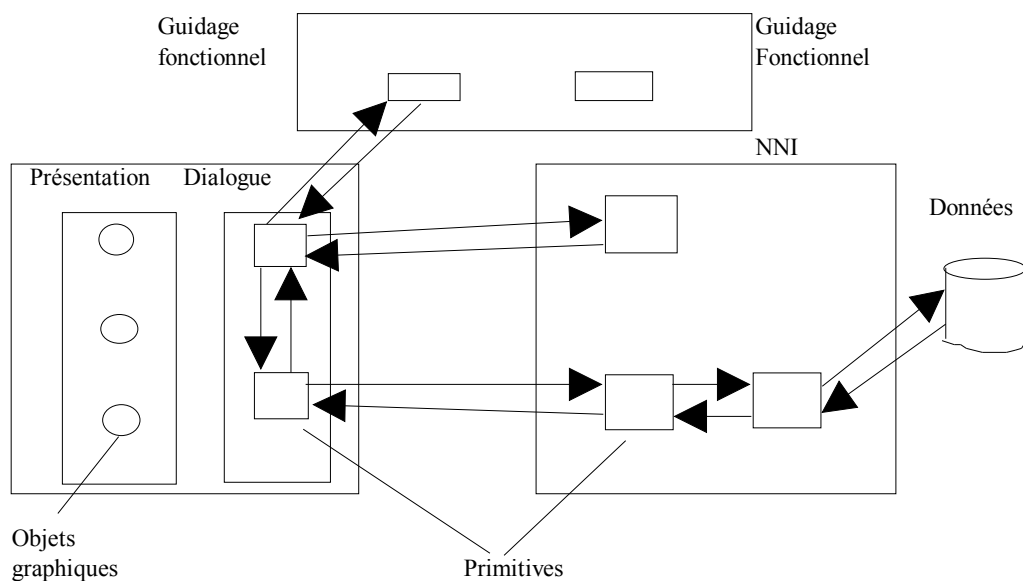 Guidage
fonctionnel
Guidage
Fonctionnel
NNI
Présentation
Dialogue
Données
Objets
graphiques
Primitives